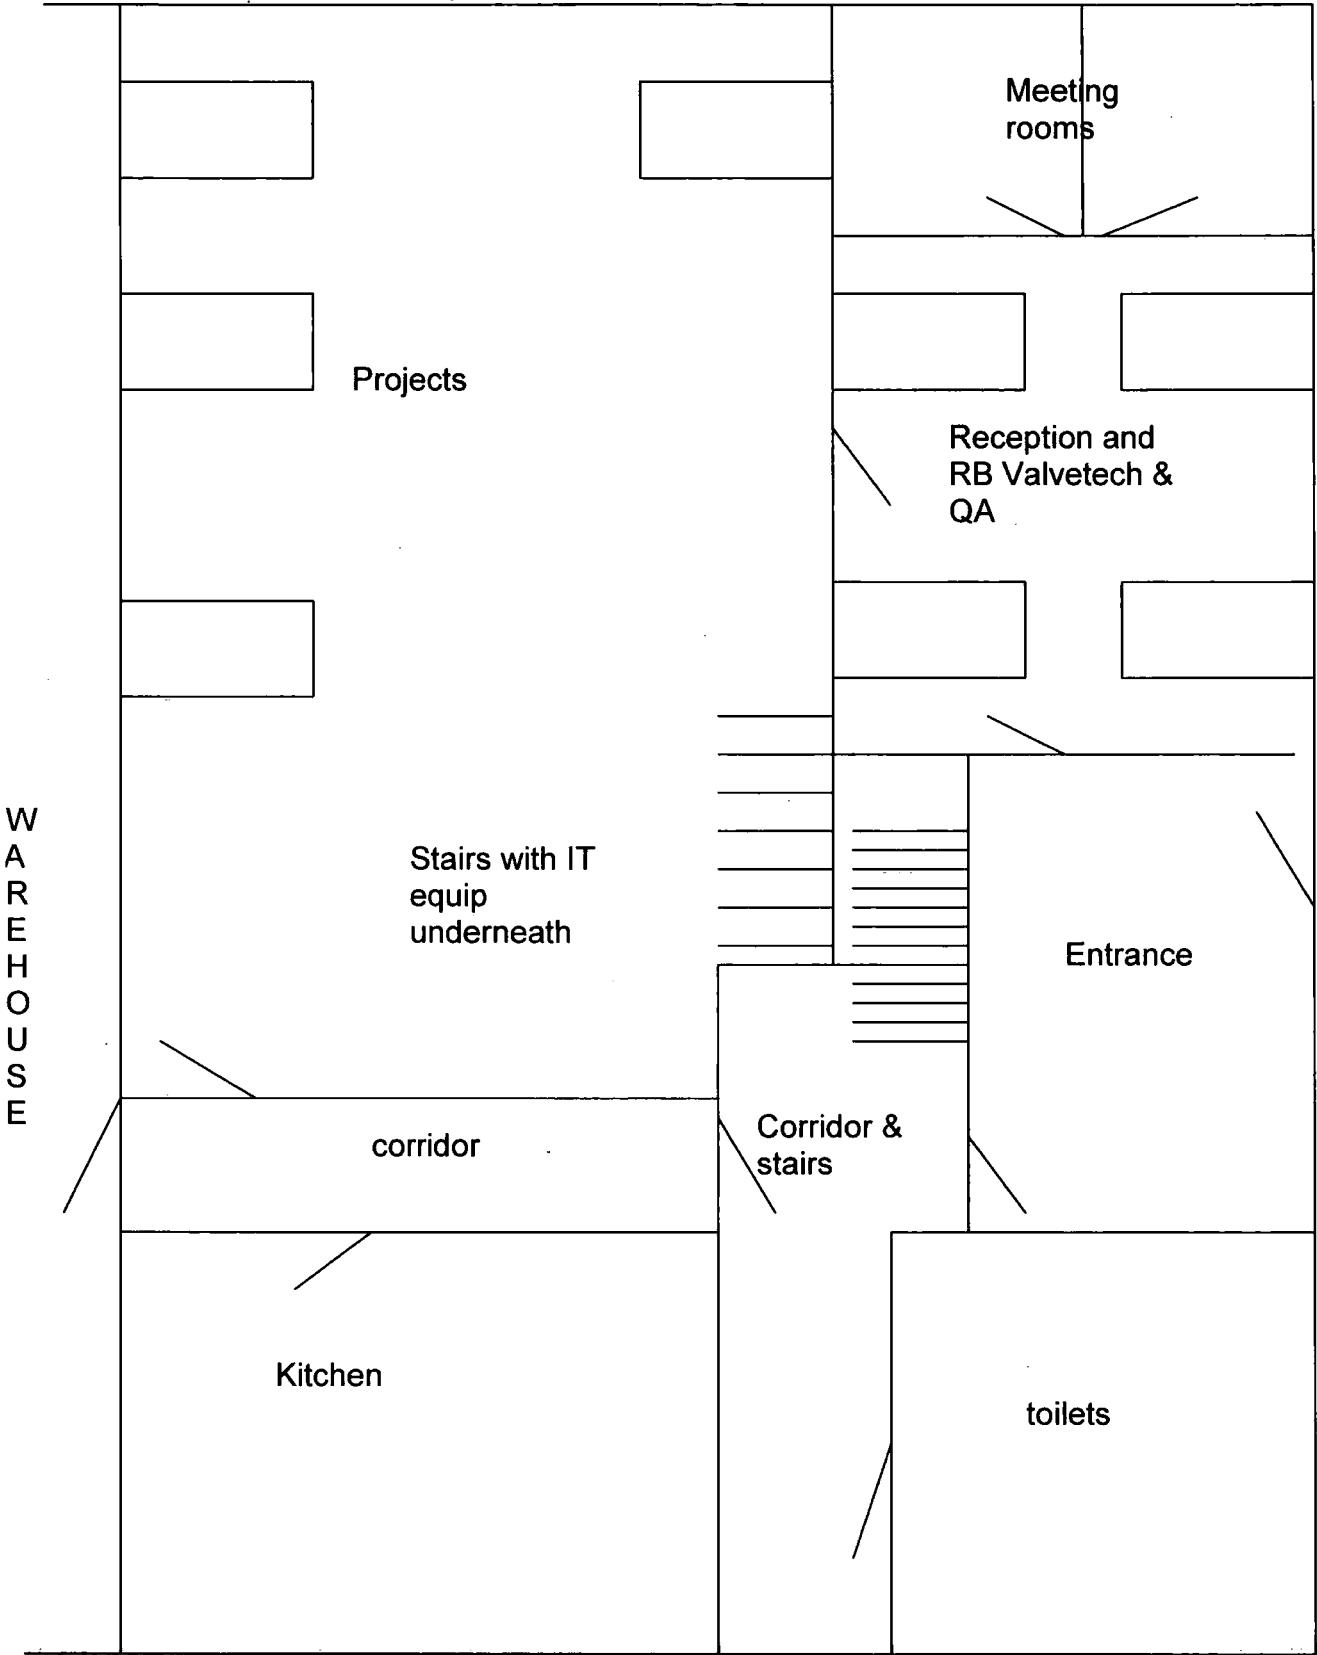 Meeting
rooms
Projects
Reception and
RB Valvetech &
QA
W
A
R
E
H
O
U
S
E
Stairs with IT
equip
underneath
Entrance
corridor
Corridor &
stairs
Kitchen
toilets